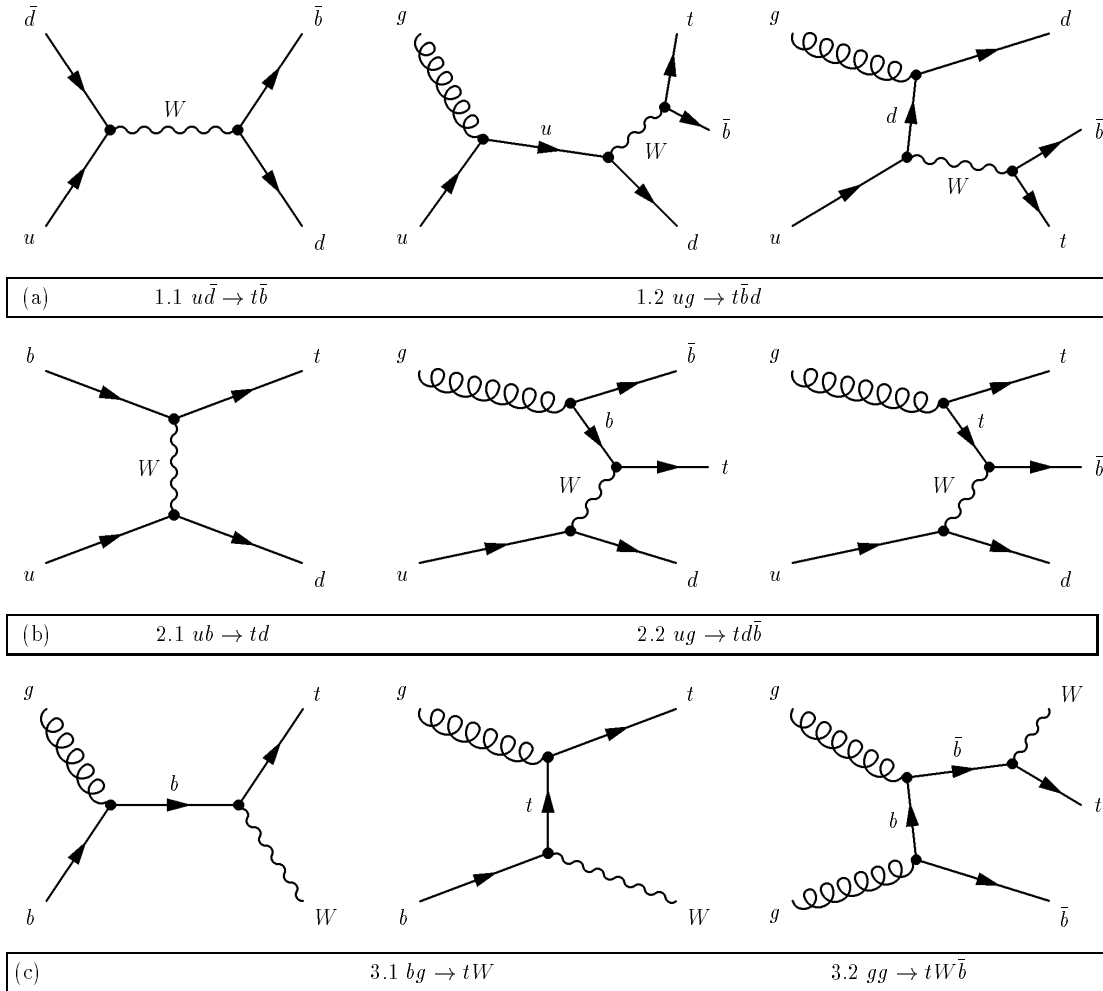 d̄ b̄ g t g d
W u W b̄ d W b̄
u d u d u t
(a) 1.1 ud̄ → tb̄ 1.2 ug → tb̄d
b t g b̄ g t
W b W t t W b̄
u d u d u d
(b) 2.1 ub → td 2.2 ug → tdb̄
g t g t g W
b t b̄ b t
b W b W g b̄
(c) 3.1 bg → tW 3.2 gg → tWb̄